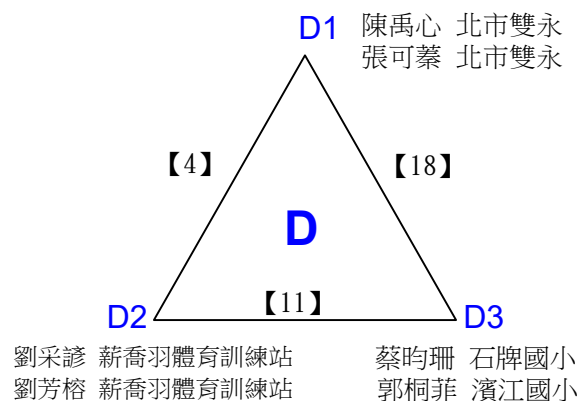 D1
陳禹心 北市雙永
張可蓁 北市雙永
【4】
【18】
D
【11】
D2
D3
劉采諺 薪喬羽體育訓練站
劉芳榕 薪喬羽體育訓練站
蔡昀珊 石牌國小
郭桐菲 濱江國小